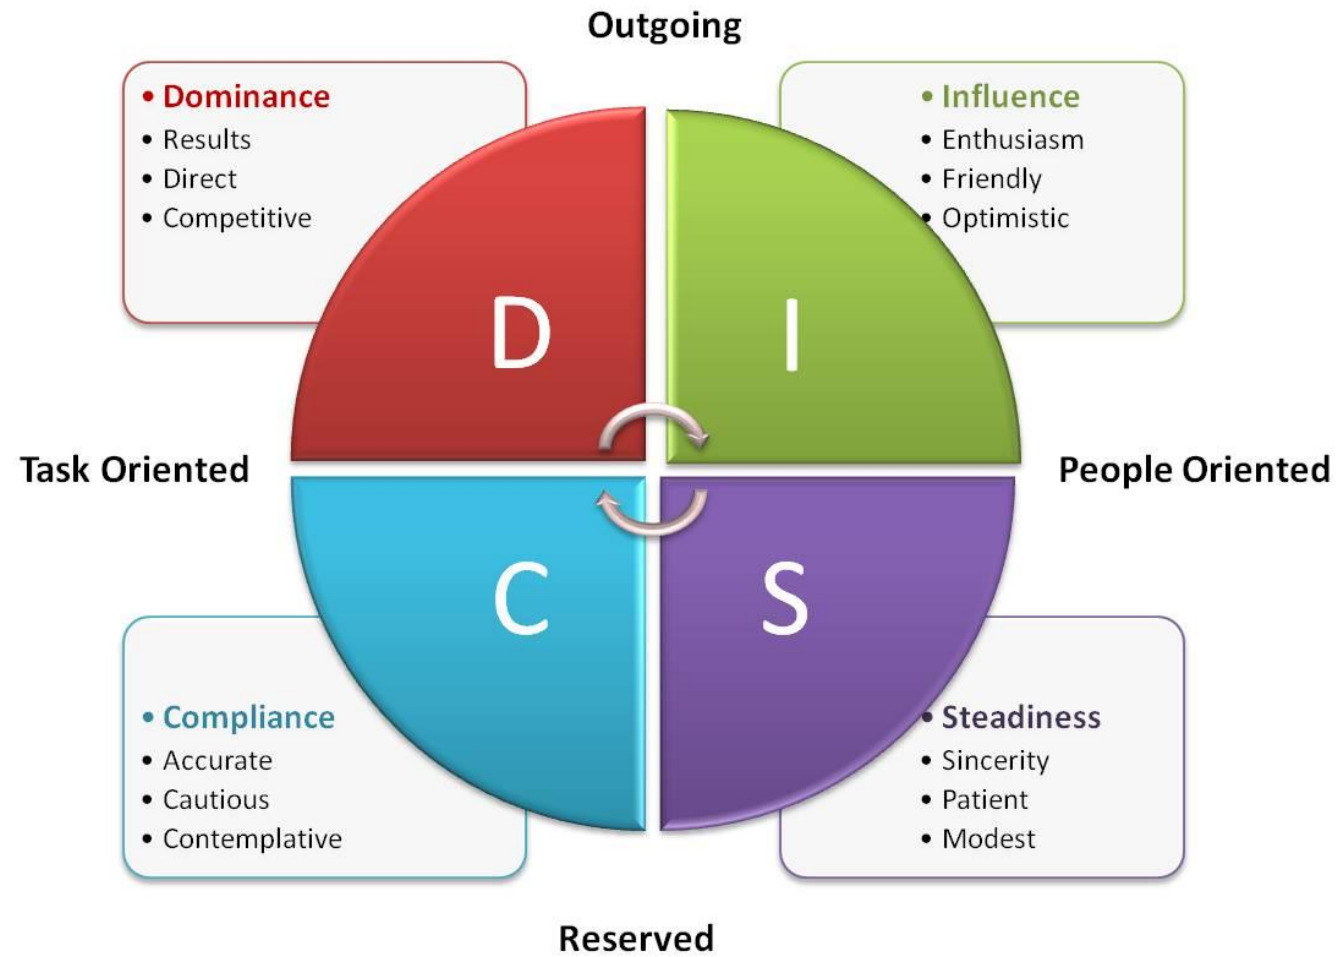 Outgoing
• Dominance
• Results
• Direct
• Competitive
• Influence
• Enthusiasm
• Friendly
• Optimistic
D
I
Task Oriented
People Oriented
C
S
• Compliance
• Accurate
• Cautious
• Contemplative
• Steadiness
• Sincerity
• Patient
• Modest
Reserved